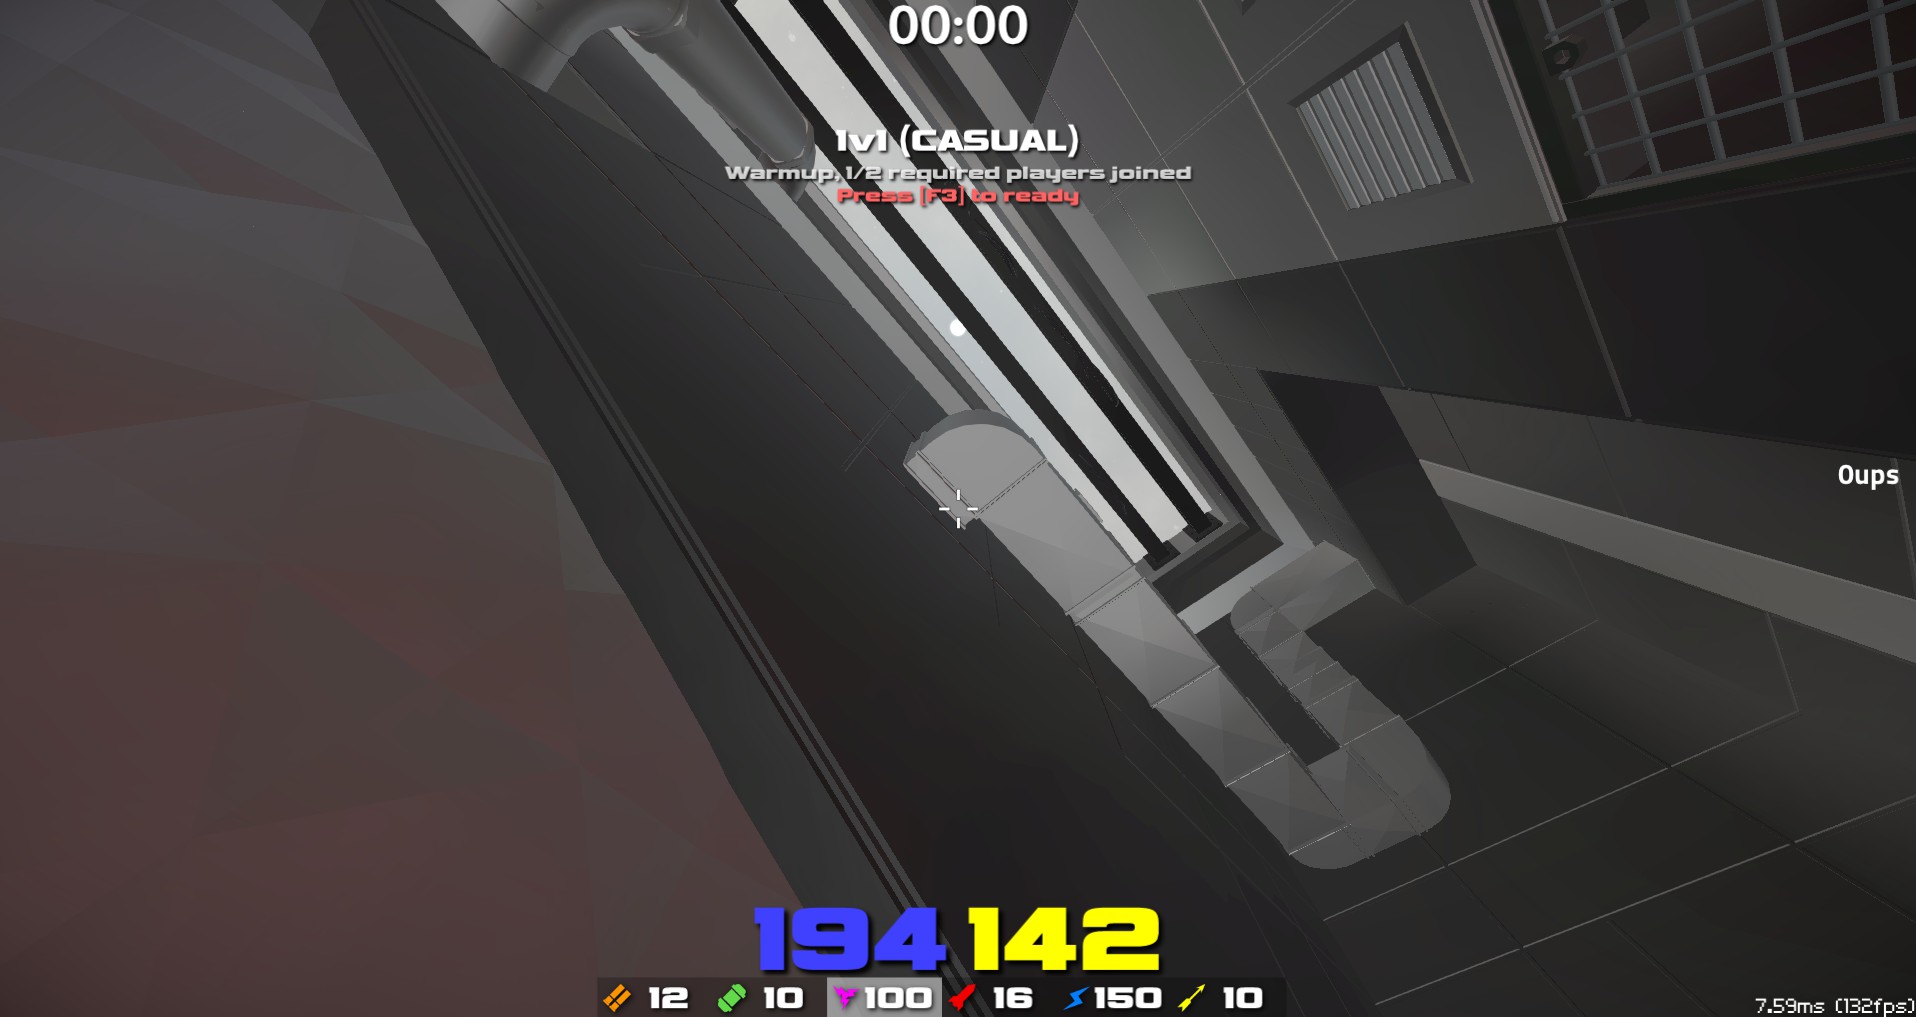 00:00
1v1 (CASUAL)
Warmup, 1/2 required players joined
Press [F3] to ready
Oups
194 142
12 10 100 16 150 10
7.59ms (132fps)